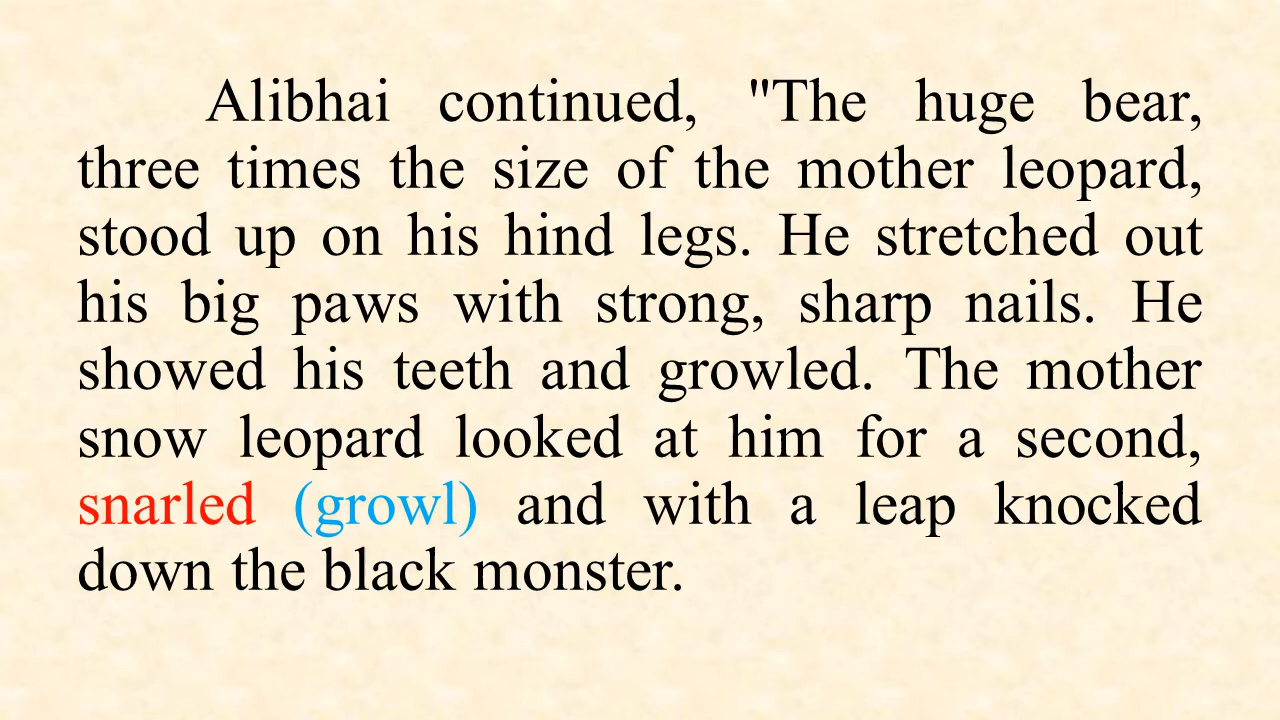 Alibhai continued, "The huge bear,
three times the size of the mother leopard,
stood up on his hind legs. He stretched out
his big paws with strong, sharp nails. He
showed his teeth and growled. The mother
snow leopard looked at him for a second,
snarled (growl) and with a leap knocked
down the black monster.